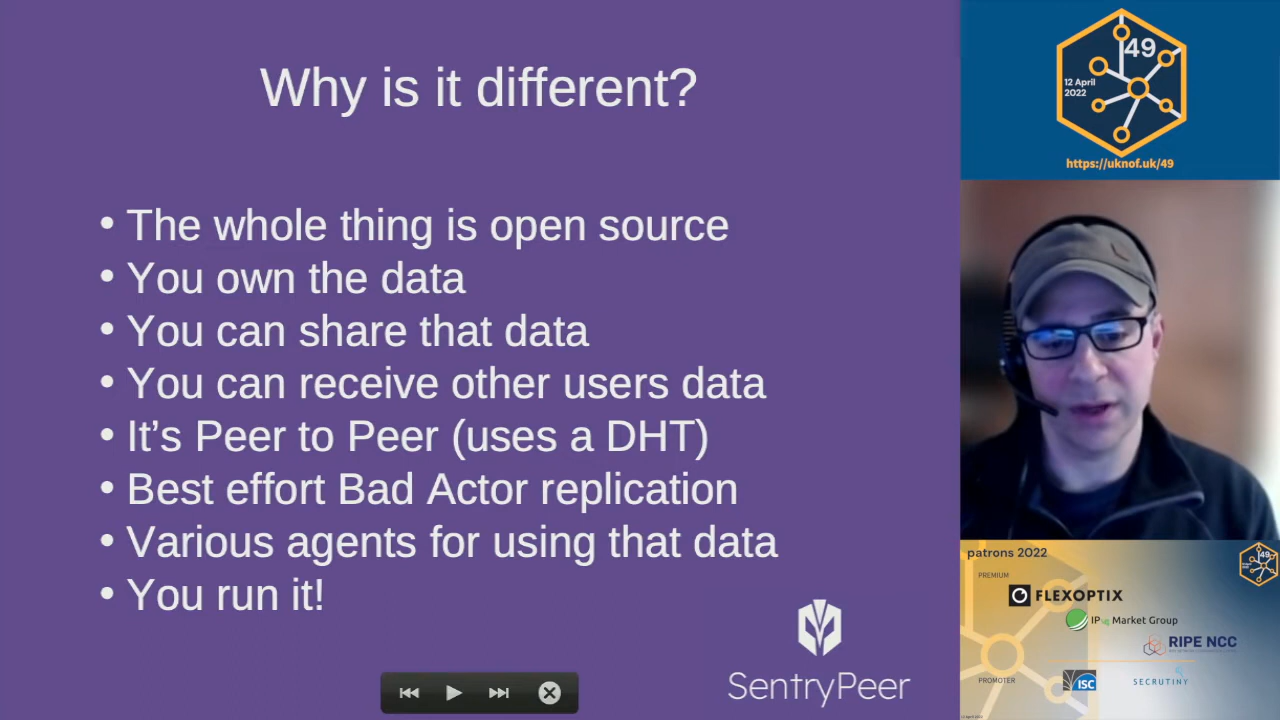 Why is it different?
• The whole thing is open source
• You own the data
• You can share that data
• You can receive other users data
• It’s Peer to Peer (uses a DHT)
• Best effort Bad Actor replication
• Various agents for using that data
• You run it!
SentryPeer
49
12 April
2022
https://uknof.uk/49
patrons 2022
49
PREMIUM
FLEXOPTIX
IP Market Group
RIPE NCC
PROMOTER
ISC
SECRUTINY